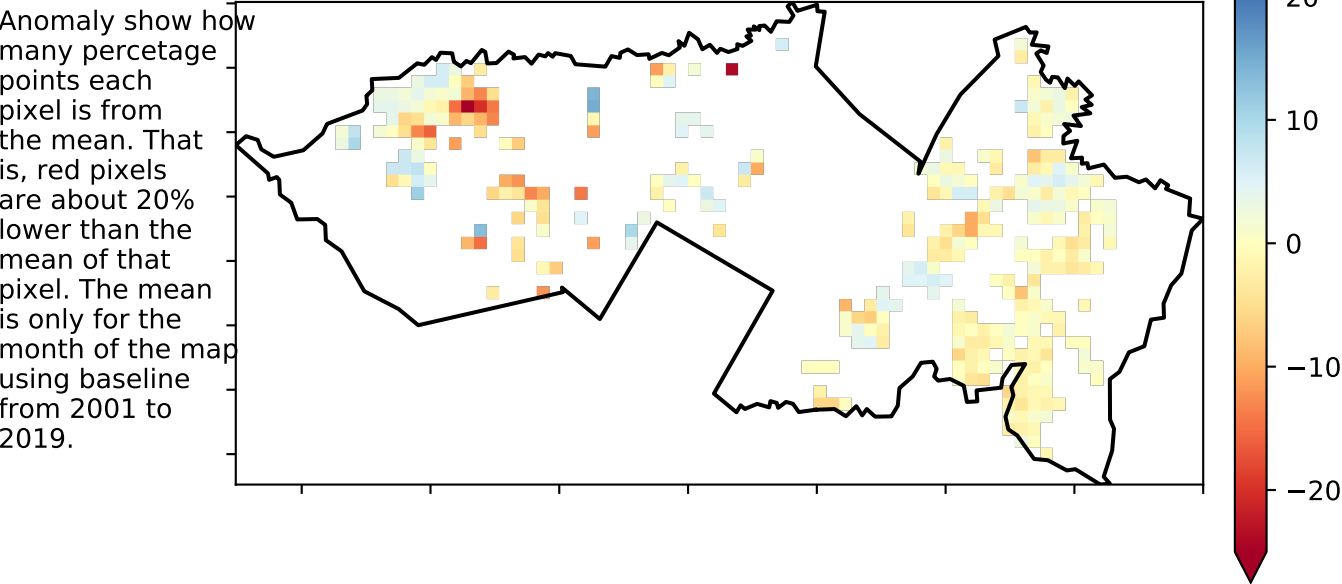 Anomaly show how
many percetage
points each
pixel is from
the mean. That
is, red pixels
are about 20%
lower than the
mean of that
pixel. The mean
is only for the
month of the map
using baseline
from 2001 to
2019.
20
10
0
−10
−20